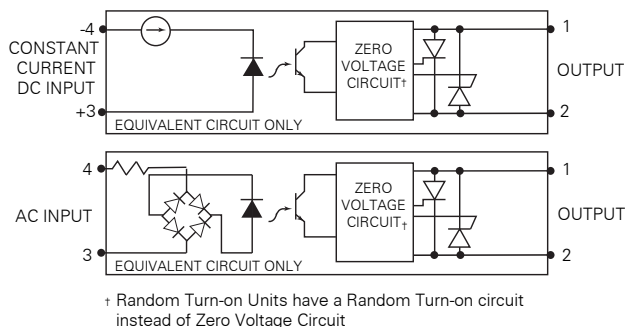 -4
CONSTANT
CURRENT
DC INPUT
+3
ZERO
VOLTAGE
CIRCUIT†
1
OUTPUT
2
EQUIVALENT CIRCUIT ONLY
4
AC INPUT
3
ZERO
VOLTAGE
CIRCUIT†
1
OUTPUT
2
EQUIVALENT CIRCUIT ONLY
† Random Turn-on Units have a Random Turn-on circuit
instead of Zero Voltage Circuit